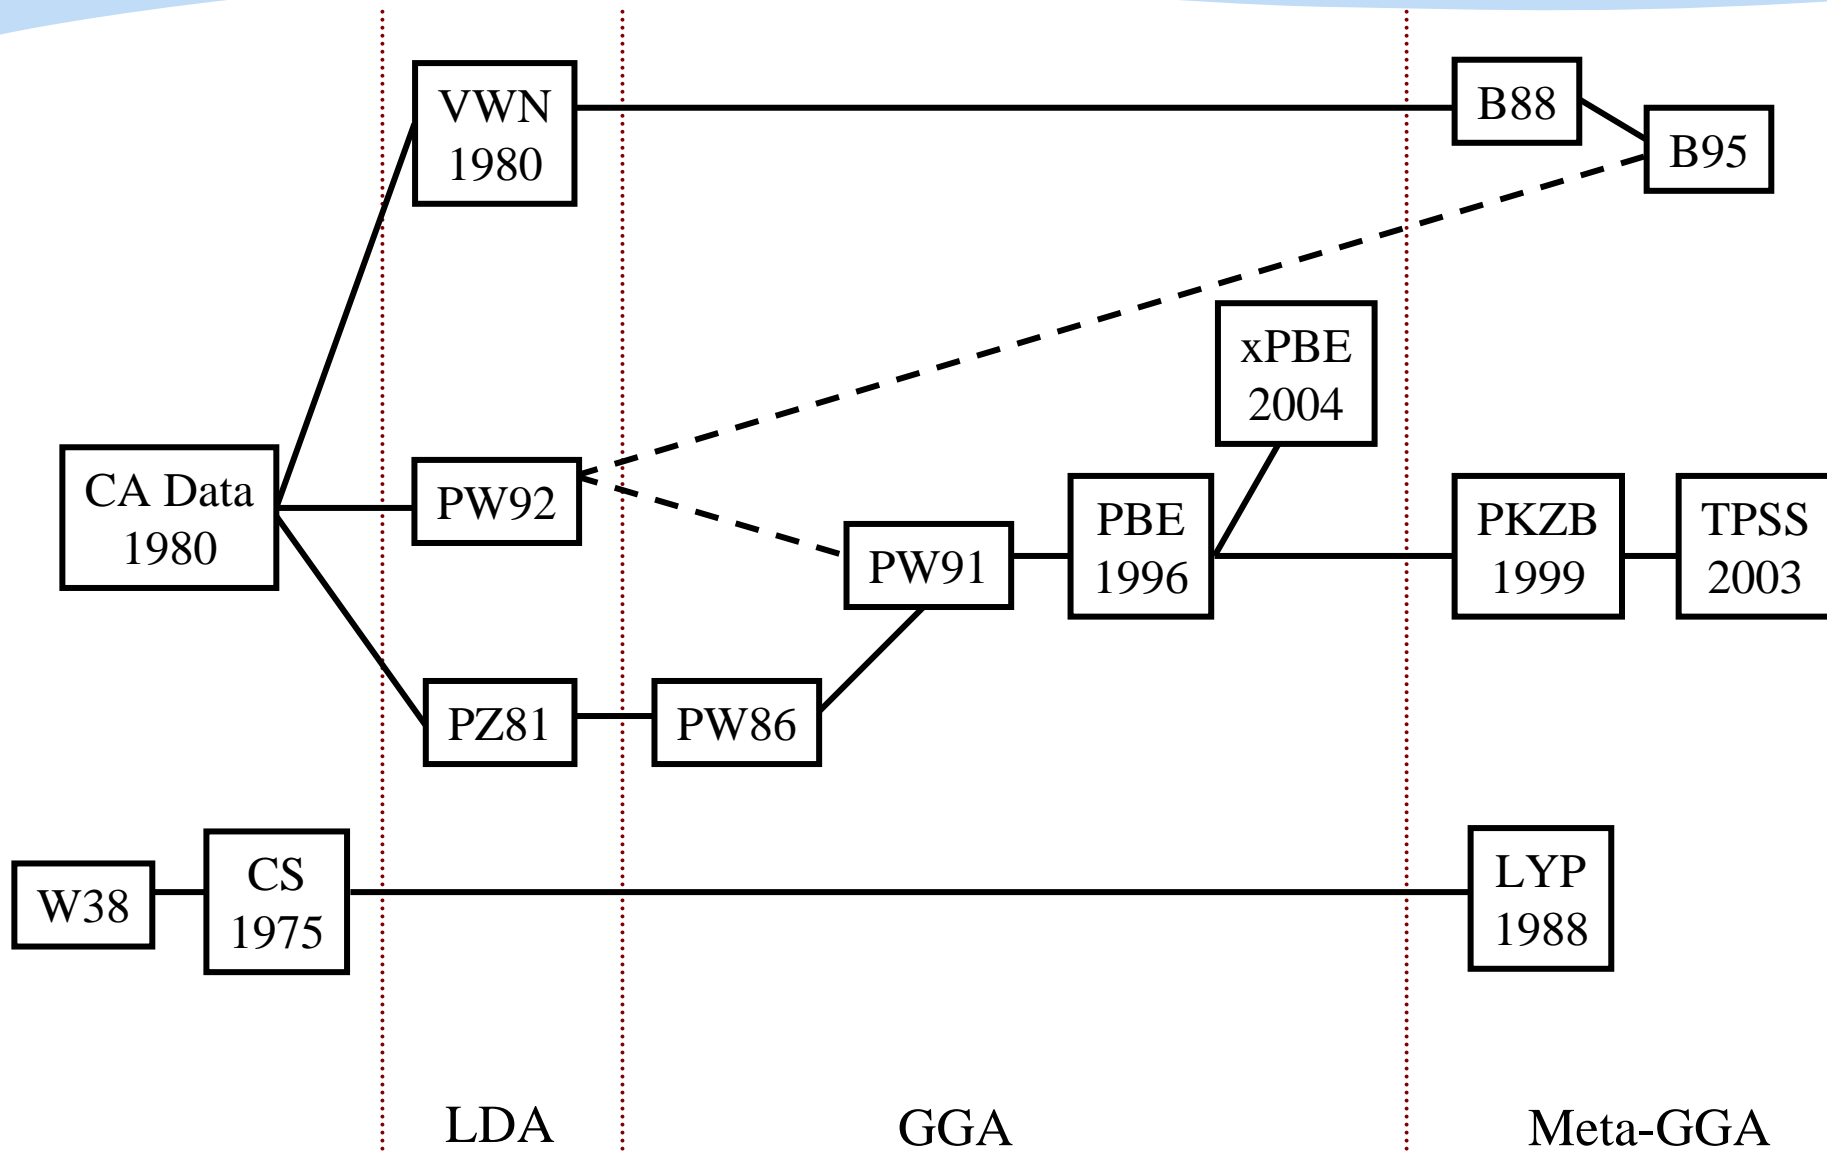 VWN
1980
B88
B95
xPBE
2004
CA Data
1980
PW92
PW91
PBE
1996
PKZB
1999
TPSS
2003
PZ81
PW86
W38
CS
1975
LYP
1988
LDA
GGA
Meta-GGA